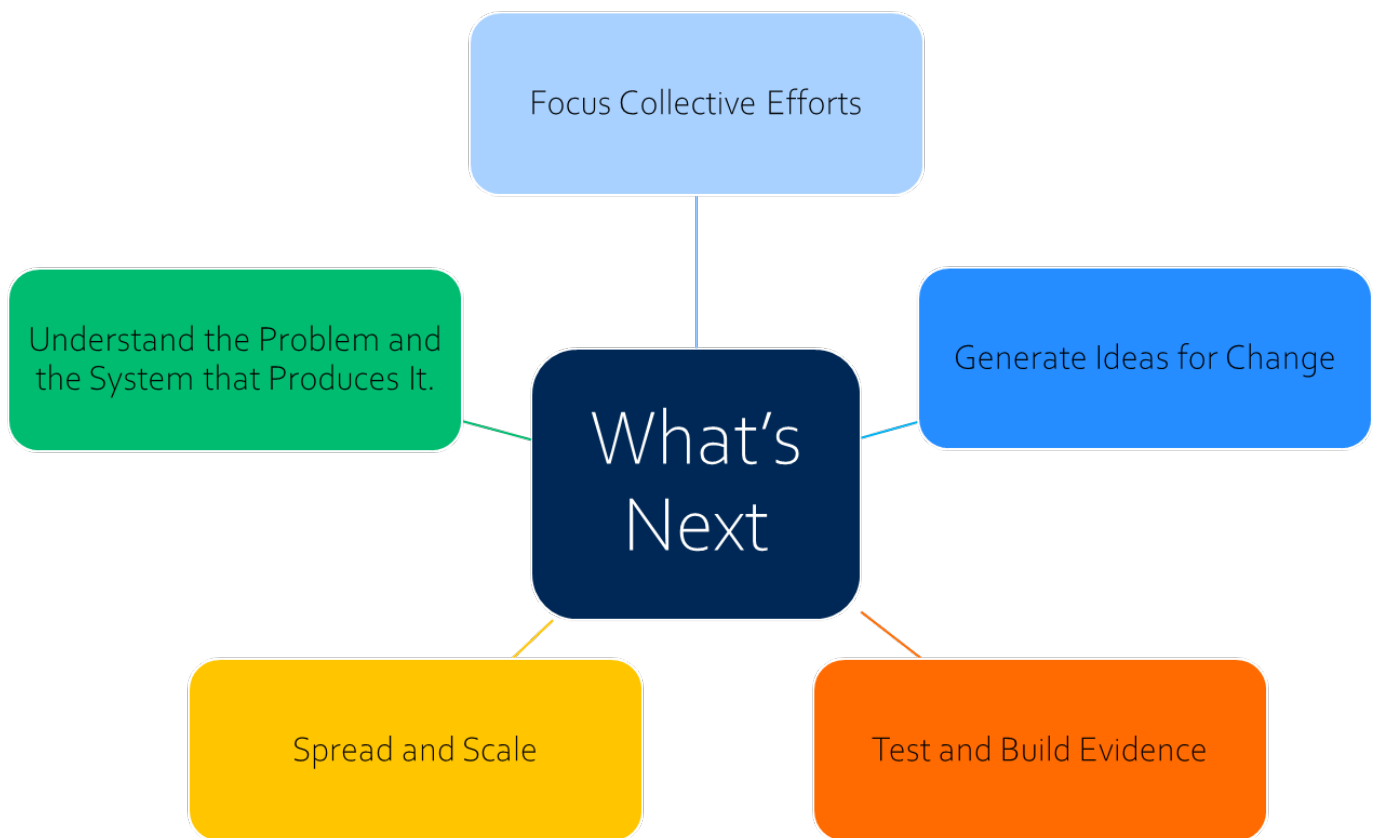 Focus Collective Efforts
Understand the Problem and
the System that Produces It.
Generate Ideas for Change
What’s
Next
Spread and Scale
Test and Build Evidence